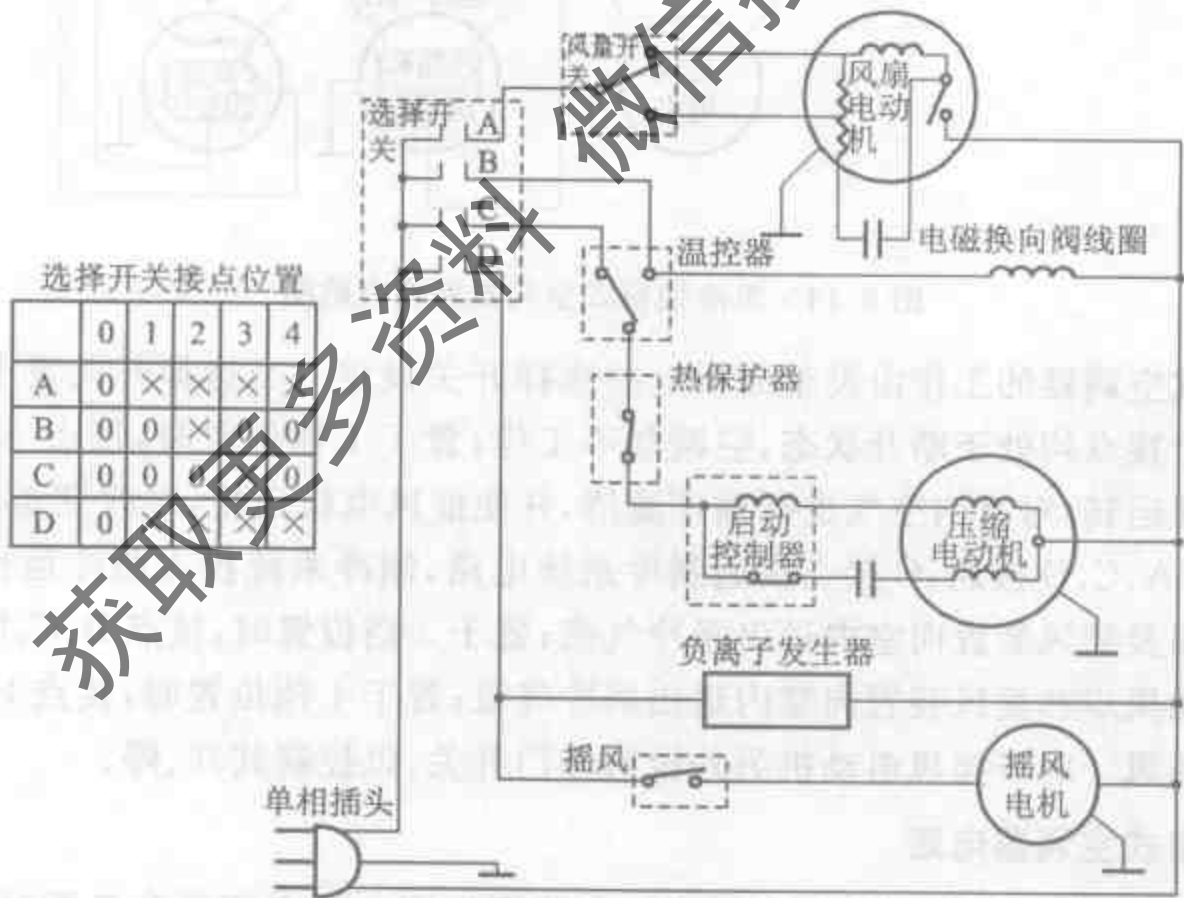 风量开
关
风扇
电动
机
选择开
关
A
B
C
温控器
电磁换向阀线圈
选择开关接点位置
0 1 2 3 4
A 0 × × × ×
B 0 0 × 0 0
C 0 0 0 0
D 0 × × ×
热保护器
启动
控制器
压缩
电动机
负离子发生器
摇风
摇风
电机
单相插头
获取更多资料 微信搜